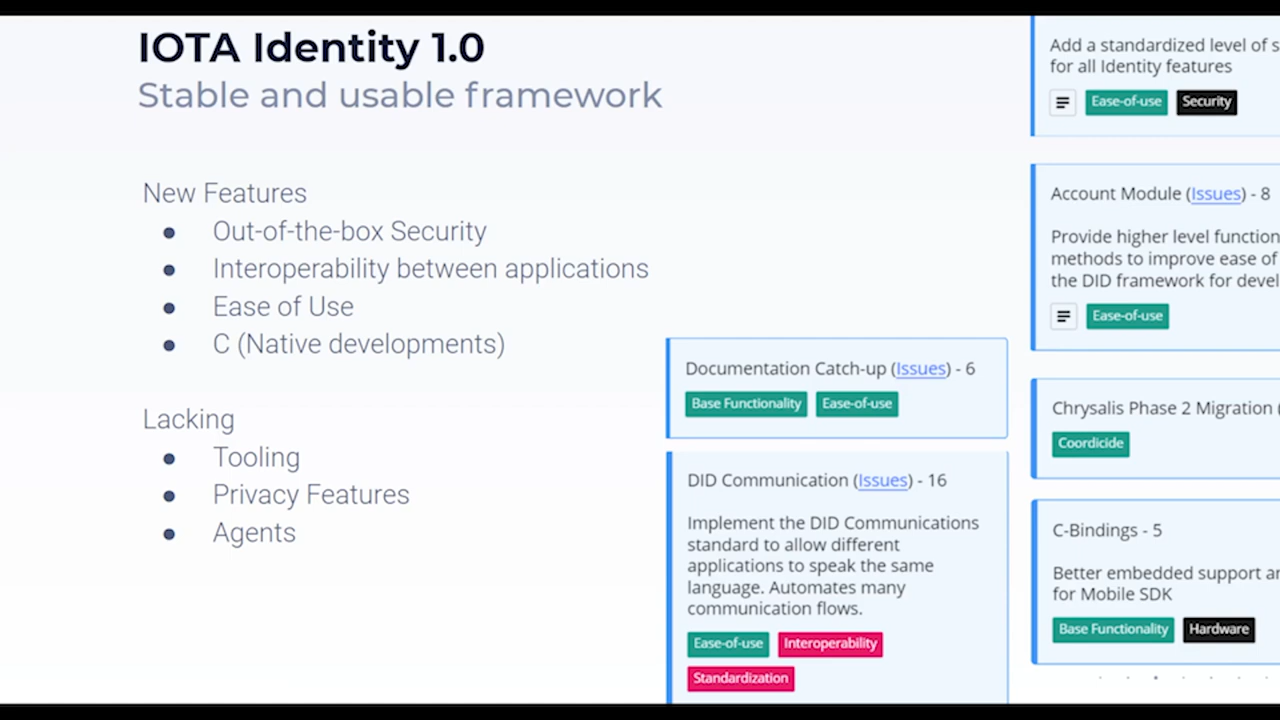 IOTA Identity 1.0
Stable and usable framework
New Features
● Out-of-the-box Security
● Interoperability between applications
● Ease of Use
● C (Native developments)
Lacking
● Tooling
● Privacy Features
● Agents
Documentation Catch-up (Issues) - 6
Base Functionality Ease-of-use
DID Communication (Issues) - 16
Implement the DID Communications
standard to allow different
applications to speak the same
language. Automates many
communication flows.
Ease-of-use Interoperability
Standardization
Add a standardized level of
for all Identity features
Ease-of-use Security
Account Module (Issues) - 8
Provide higher level function
methods to improve ease of
the DID framework for
Ease-of-use
Chrysalis Phase 2 Migration (
Coordicide
C-Bindings - 5
Better embedded support
for Mobile SDK
Base Functionality Hardware